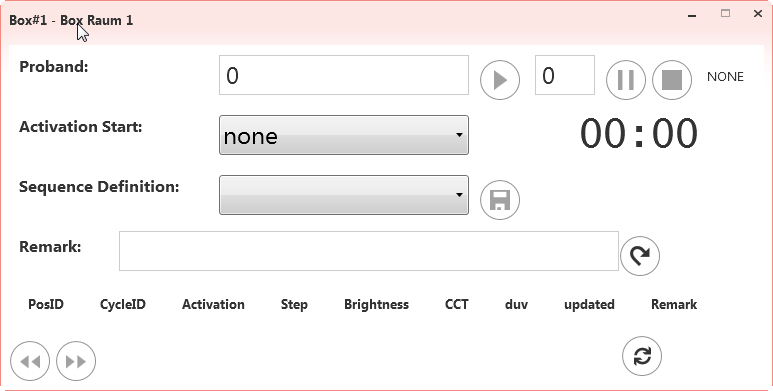 Box#1 - Box Raum 1
Proband: 0 0 NONE
Activation Start: none 00:00
Sequence Definition:
Remark:
PosID CycleID Activation Step Brightness CCT duv updated Remark